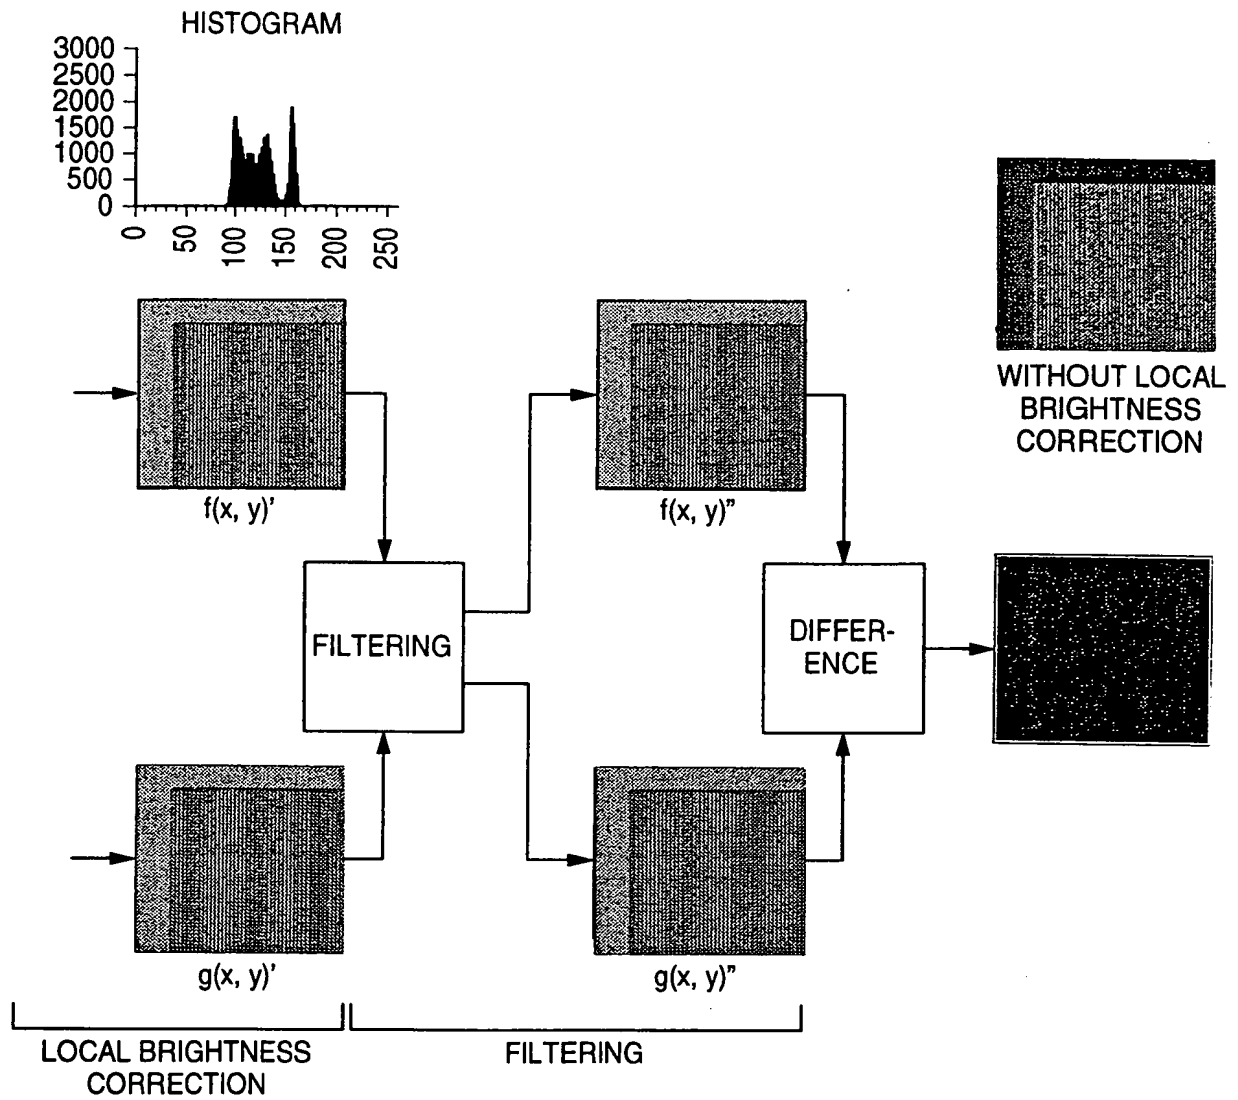 HISTOGRAM
3000
2500
2000
1500
1000
500
0
0 50 100 150 200 250
WITHOUT LOCAL
BRIGHTNESS
CORRECTION
f(x, y)'
f(x, y)"
FILTERING
DIFFER-
ENCE
g(x, y)'
g(x, y)"
LOCAL BRIGHTNESS
CORRECTION
FILTERING